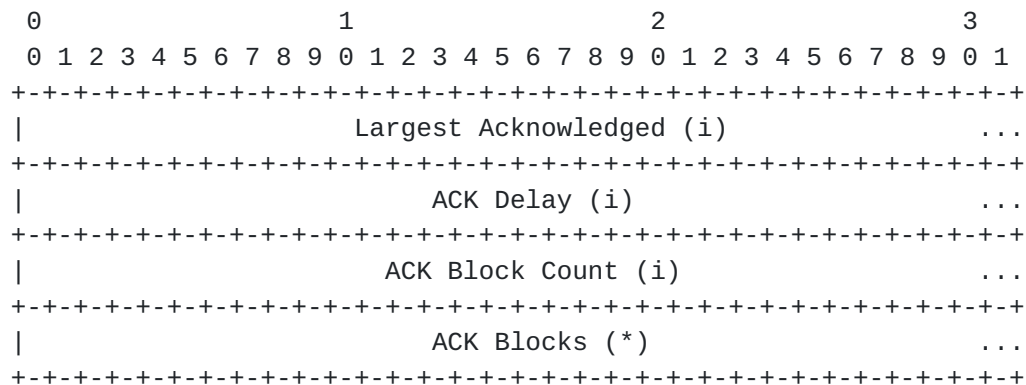 0                   1                   2                   3
 0 1 2 3 4 5 6 7 8 9 0 1 2 3 4 5 6 7 8 9 0 1 2 3 4 5 6 7 8 9 0 1
+-+-+-+-+-+-+-+-+-+-+-+-+-+-+-+-+-+-+-+-+-+-+-+-+-+-+-+-+-+-+-+-+
|                     Largest Acknowledged (i)                ...
+-+-+-+-+-+-+-+-+-+-+-+-+-+-+-+-+-+-+-+-+-+-+-+-+-+-+-+-+-+-+-+-+
|                          ACK Delay (i)                      ...
+-+-+-+-+-+-+-+-+-+-+-+-+-+-+-+-+-+-+-+-+-+-+-+-+-+-+-+-+-+-+-+-+
|                       ACK Block Count (i)                   ...
+-+-+-+-+-+-+-+-+-+-+-+-+-+-+-+-+-+-+-+-+-+-+-+-+-+-+-+-+-+-+-+-+
|                          ACK Blocks (*)                     ...
+-+-+-+-+-+-+-+-+-+-+-+-+-+-+-+-+-+-+-+-+-+-+-+-+-+-+-+-+-+-+-+-+